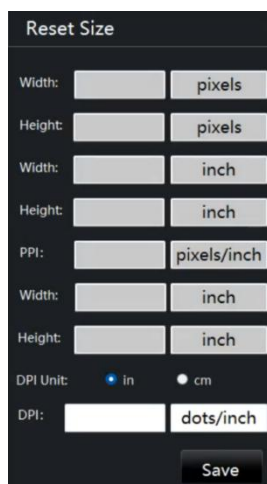 Reset Size
Width: pixels
Height: pixels
Width: inch
Height: inch
PPI: pixels/inch
Width: inch
Height: inch
DPI Unit: in cm
DPI: dots/inch
Save